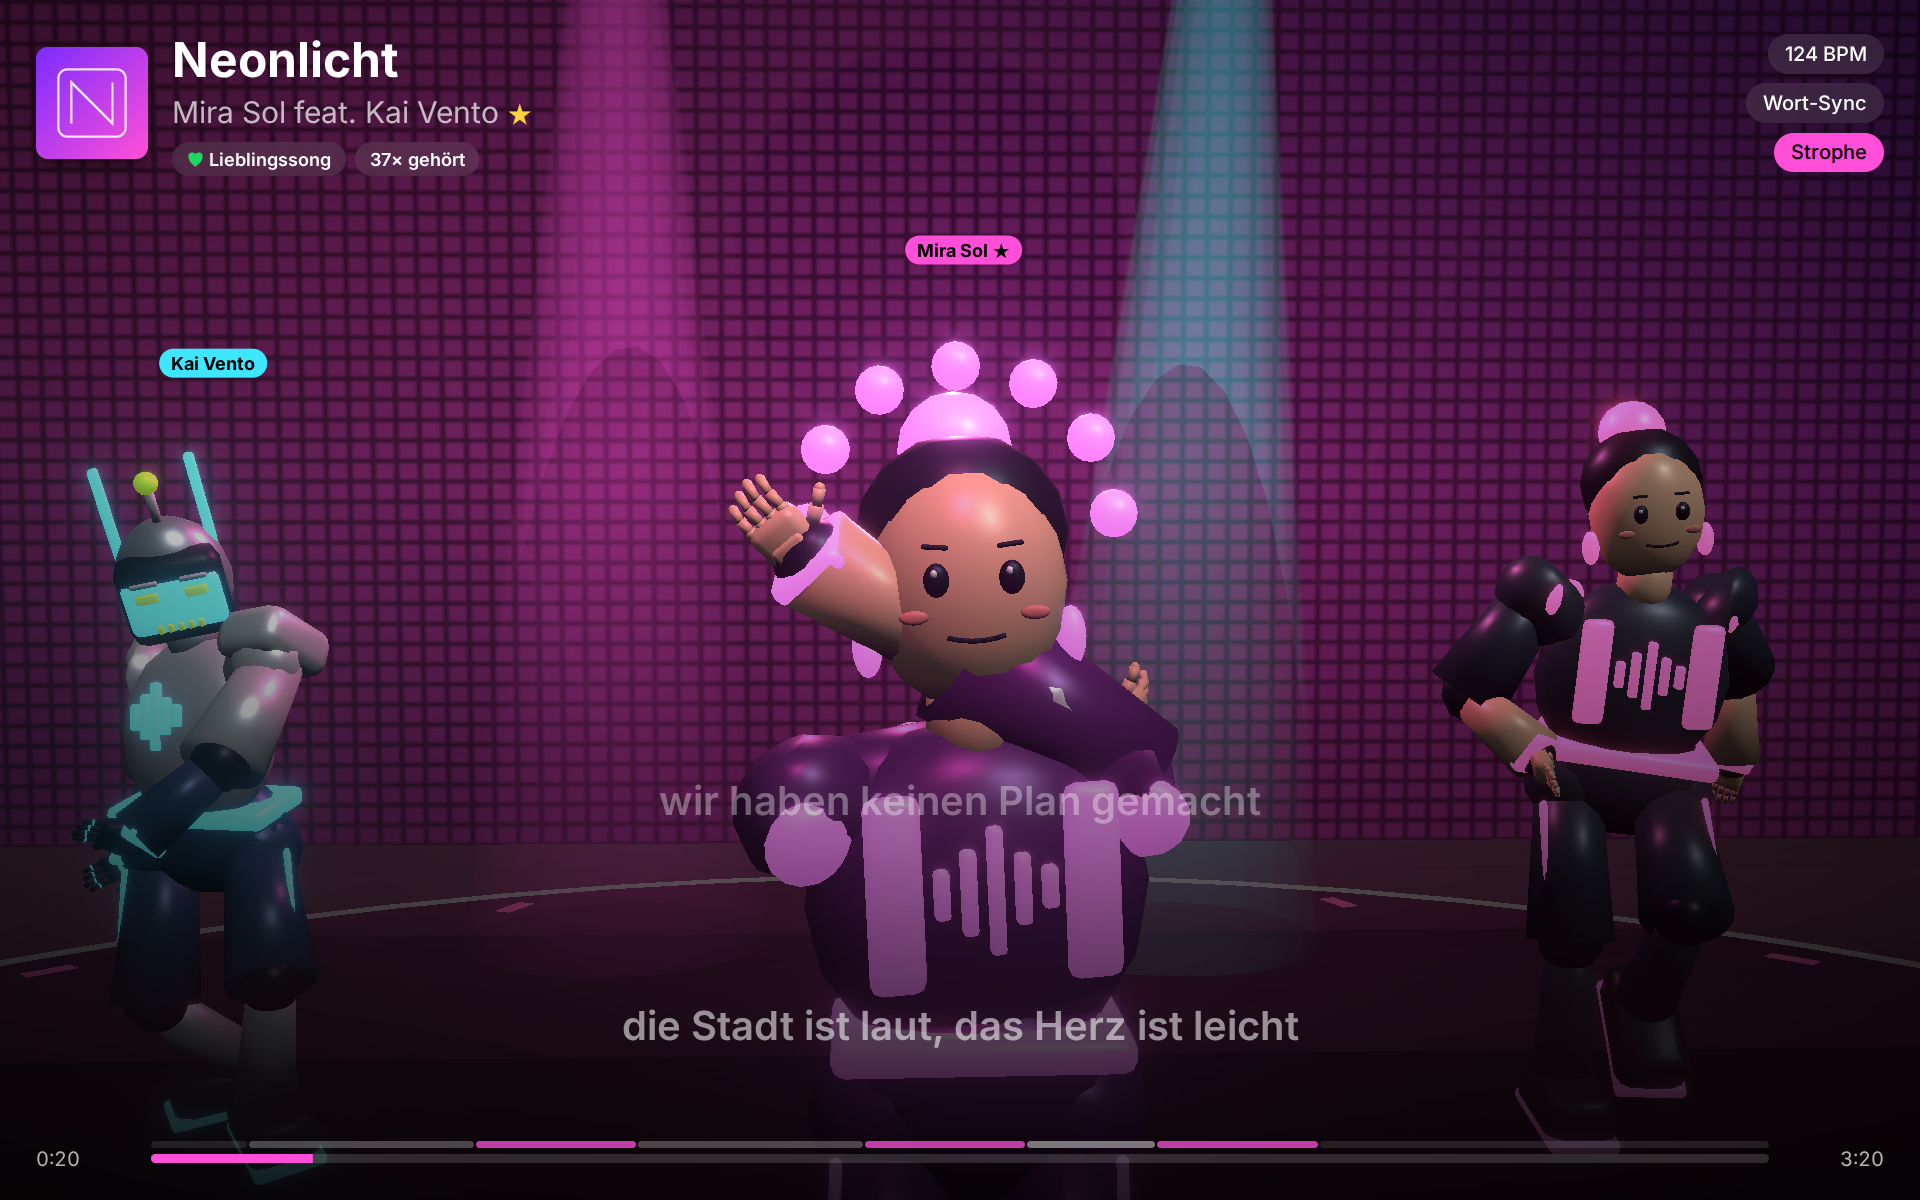 Neonlicht
Mira Sol feat. Kai Vento ★
Lieblingssong
37× gehört
124 BPM
Wort-Sync
Strophe
Mira Sol ★
Kai Vento
wir haben keinen Plan gemacht
die Stadt ist laut, das Herz ist leicht
0:20
3:20